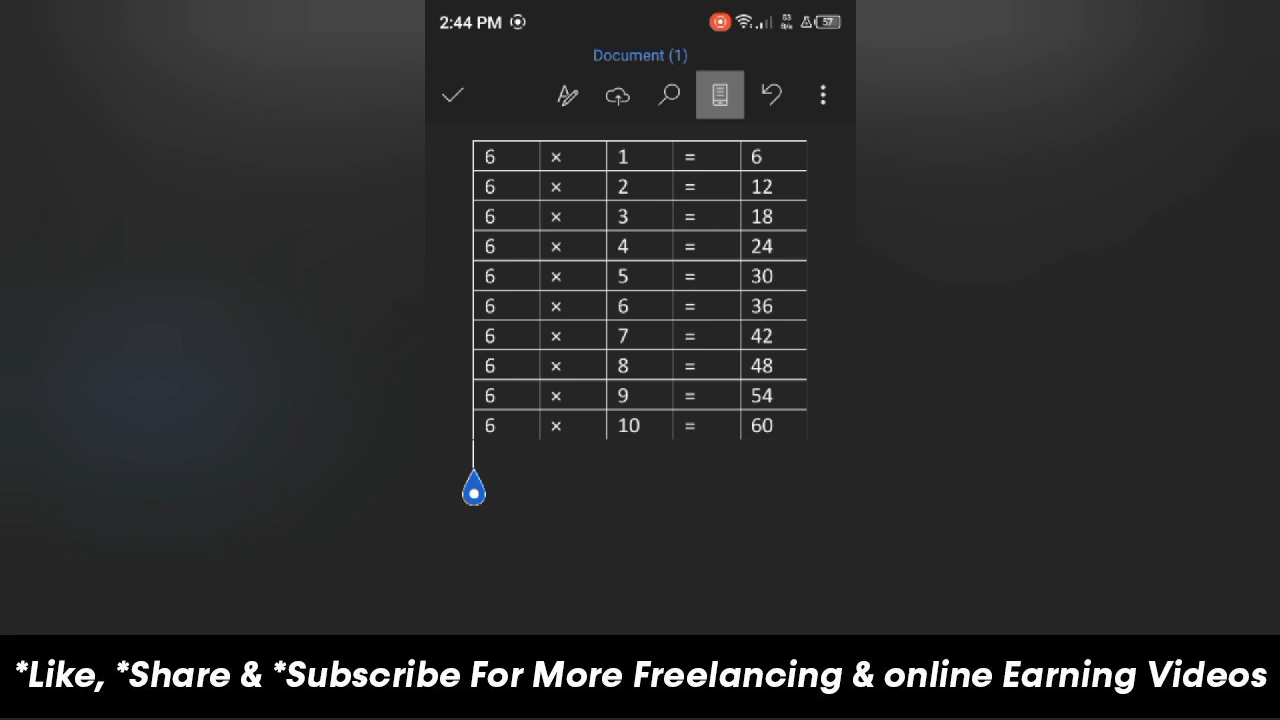 2:44 PM 53 B/s 57
Document (1)
6 × 1 = 6
6 × 2 = 12
6 × 3 = 18
6 × 4 = 24
6 × 5 = 30
6 × 6 = 36
6 × 7 = 42
6 × 8 = 48
6 × 9 = 54
6 × 10 = 60
*Like, *Share & *Subscribe For More Freelancing & online Earning Videos